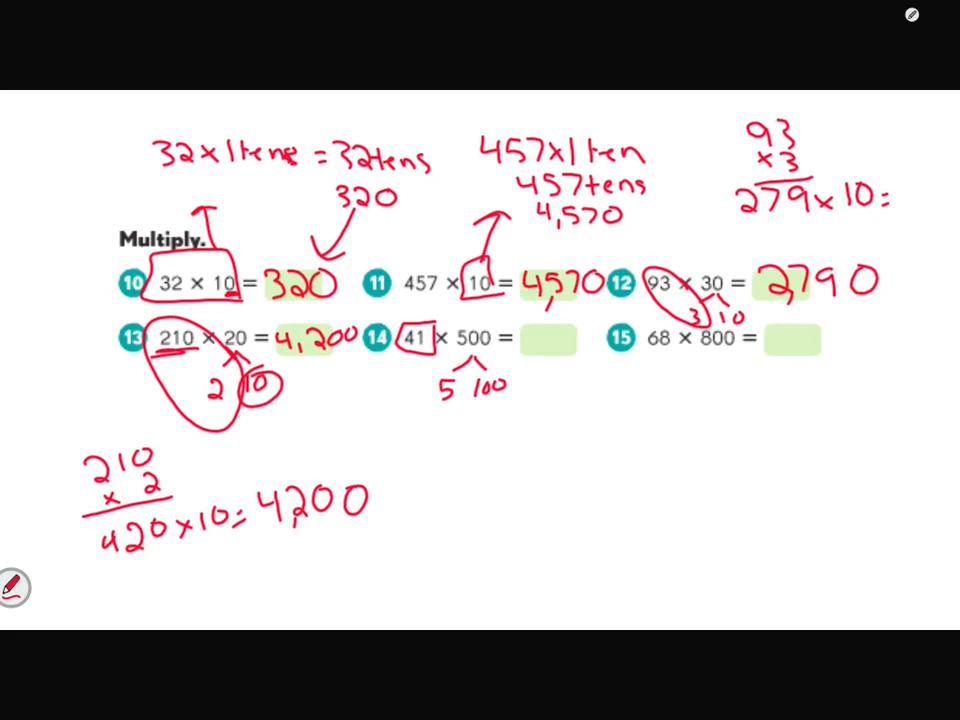 32 × 1 tens = 32 tens
320
457 × 1 ten
457 tens
4,570
93
× 3
279 × 10 =
Multiply.
10 32 × 10 = 320
11 457 × 10 = 4,570
12 93 × 30 = 2,790
3 10
13 210 × 20 = 4,200
2 10
14 41 × 500 =
5 100
15 68 × 800 =
210
× 2
420 × 10 = 4,200